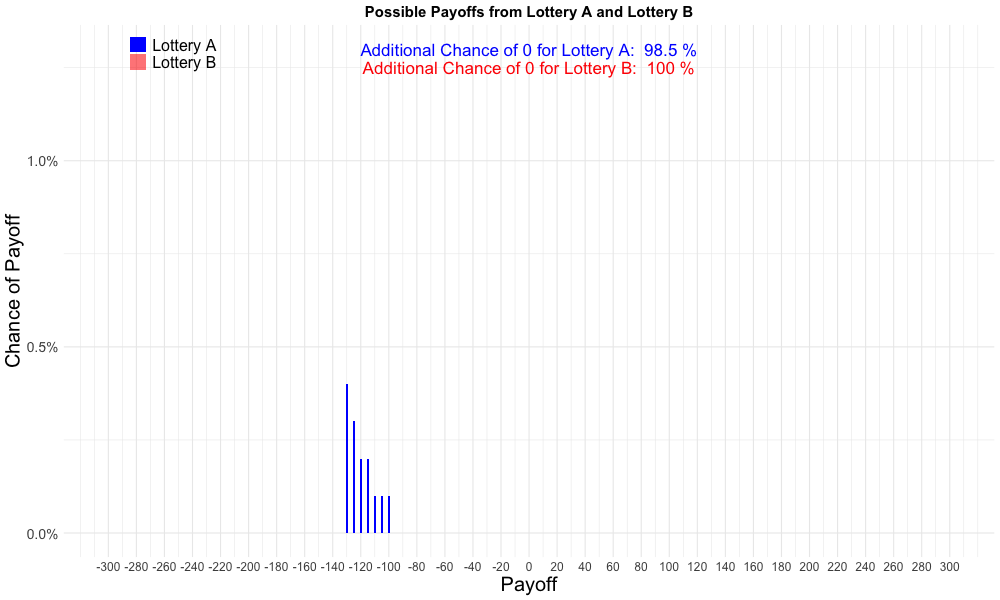 Possible Payoffs from Lottery A and Lottery B
Lottery A
Lottery B
Additional Chance of 0 for Lottery A:  98.5 %
Additional Chance of 0 for Lottery B:  100 %
Chance of Payoff
1.0%
0.5%
0.0%
-300 -280 -260 -240 -220 -200 -180 -160 -140 -120 -100 -80 -60 -40 -20 0 20 40 60 80 100 120 140 160 180 200 220 240 260 280 300
Payoff